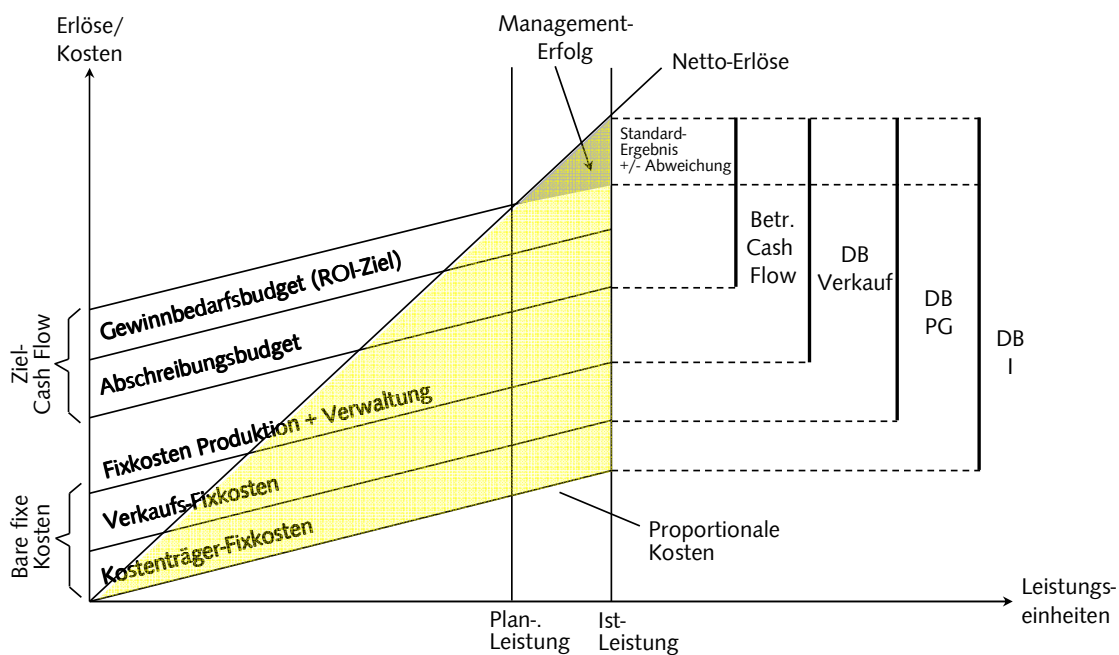 Erlöse/
Kosten
Management-
Erfolg
Netto-Erlöse
Standard-
Ergebnis
+/- Abweichung
Betr.
Cash
Flow
DB
Verkauf
DB
PG
DB
I
Ziel-
Cash Flow
Gewinnbedarfsbudget (ROI-Ziel)
Abschreibungsbudget
Fixkosten Produktion + Verwaltung
Bare fixe
Kosten
Verkaufs-Fixkosten
Kostenträger-Fixkosten
Proportionale
Kosten
Plan-.
Leistung
Ist-
Leistung
Leistungs-
einheiten